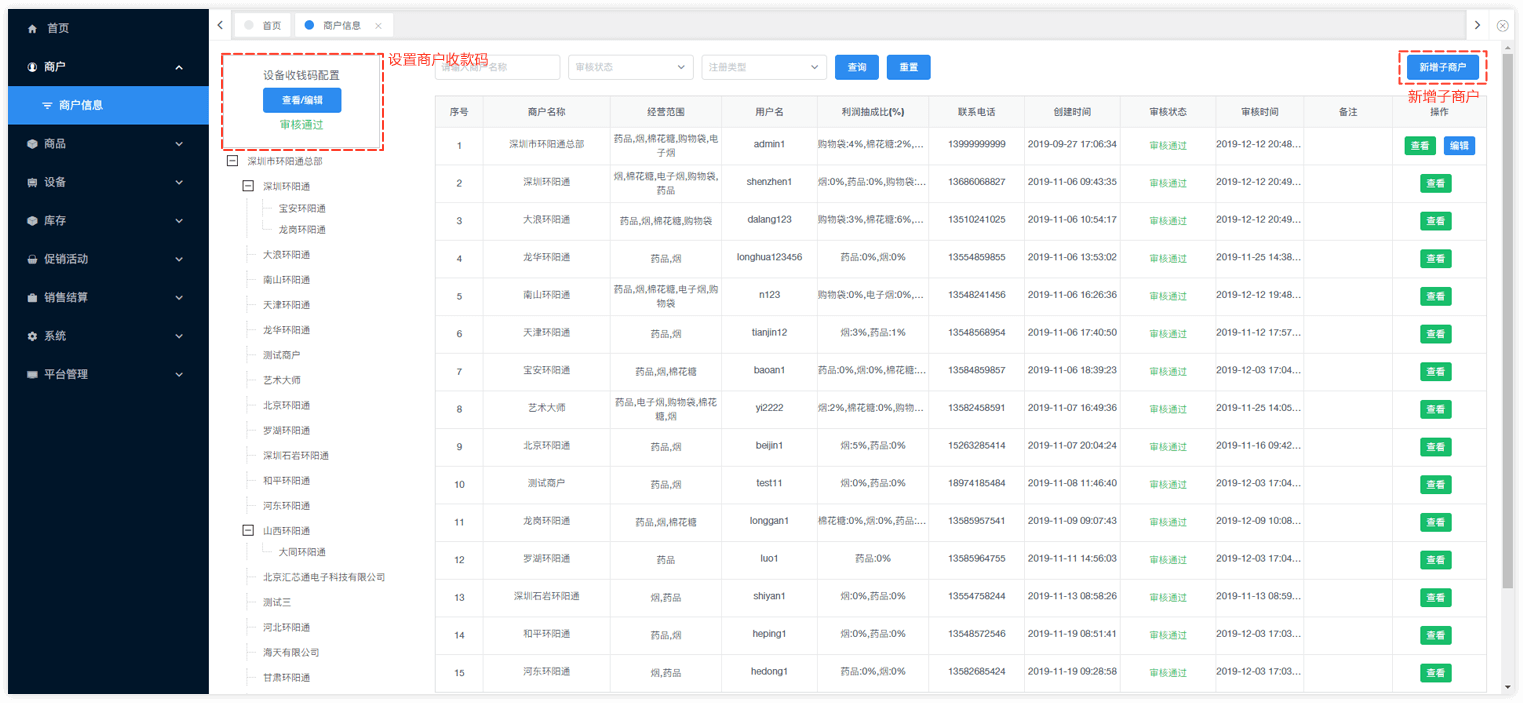 首页
商户
商户信息
商品
设备
库存
促销活动
销售结算
系统
平台管理
首页
商户信息
设备收钱码配置
查看/编辑
审核通过
设置商户收款码
请输入商户名称
审核状态
注册类型
查询
重置
新增子商户
新增子商户
深圳市环阳通总部
深圳环阳通
宝安环阳通
龙岗环阳通
大浪环阳通
南山环阳通
天津环阳通
龙华环阳通
测试商户
艺术大师
北京环阳通
罗湖环阳通
深圳石岩环阳通
和平环阳通
河东环阳通
山西环阳通
大同环阳通
北京汇芯通电子科技有限公司
测试三
河北环阳通
海天有限公司
甘肃环阳通
序号 商户名称 经营范围 用户名 利润抽成比(%) 联系电话 创建时间 审核状态 审核时间 备注 操作
1 深圳市环阳通总部 药品,烟,棉花糖,购物袋,电子烟 admin1 购物袋:4%,棉花糖:2%,... 13999999999 2019-09-27 17:06:34 审核通过 2019-12-12 20:48... 查看 编辑
2 深圳环阳通 烟,棉花糖,电子烟,购物袋,药品 shenzhen1 烟:0%,药品:0%,购物袋:... 13686068827 2019-11-06 09:43:35 审核通过 2019-12-12 20:49... 查看
3 大浪环阳通 药品,烟,棉花糖,购物袋 dalang123 购物袋:3%,棉花糖:6%,... 13510241025 2019-11-06 10:54:17 审核通过 2019-12-12 20:49... 查看
4 龙华环阳通 药品,烟 longhua123456 药品:0%,烟:0% 13554859855 2019-11-06 13:53:02 审核通过 2019-11-25 14:38... 查看
5 南山环阳通 药品,烟,棉花糖,电子烟,购物袋 n123 购物袋:0%,电子烟:0%,... 13548241456 2019-11-06 16:26:36 审核通过 2019-12-12 19:48... 查看
6 天津环阳通 药品,烟 tianjin12 烟:3%,药品:1% 13548568954 2019-11-06 17:40:50 审核通过 2019-11-12 17:57... 查看
7 宝安环阳通 药品,烟,棉花糖 baoan1 药品:0%,烟:0%,棉花糖:... 13584859857 2019-11-06 18:39:23 审核通过 2019-12-03 17:04... 查看
8 艺术大师 药品,电子烟,购物袋,棉花糖,烟 yi2222 烟:2%,棉花糖:0%,购物... 13582458591 2019-11-07 16:49:36 审核通过 2019-11-25 14:05... 查看
9 北京环阳通 药品,烟 beijin1 烟:5%,药品:0% 15263285414 2019-11-07 20:04:24 审核通过 2019-11-16 09:42... 查看
10 测试商户 药品,烟 test11 烟:0%,药品:0% 18974185484 2019-11-08 11:46:40 审核通过 2019-12-03 17:04... 查看
11 龙岗环阳通 药品,烟,棉花糖 longgan1 棉花糖:0%,烟:0%,药品:... 13585957541 2019-11-09 09:07:43 审核通过 2019-12-09 10:08... 查看
12 罗湖环阳通 药品 luo1 药品:0% 13585964755 2019-11-11 14:56:03 审核通过 2019-12-03 17:04... 查看
13 深圳石岩环阳通 烟,药品 shiyan1 烟:0%,药品:0% 13554758244 2019-11-13 08:58:26 审核通过 2019-11-13 08:59... 查看
14 和平环阳通 药品,烟 heping1 烟:0%,药品:0% 13548572546 2019-11-19 08:51:41 审核通过 2019-12-03 17:03... 查看
15 河东环阳通 烟,药品 hedong1 药品:0%,烟:0% 13582685424 2019-11-19 09:28:58 审核通过 2019-12-03 17:03... 查看